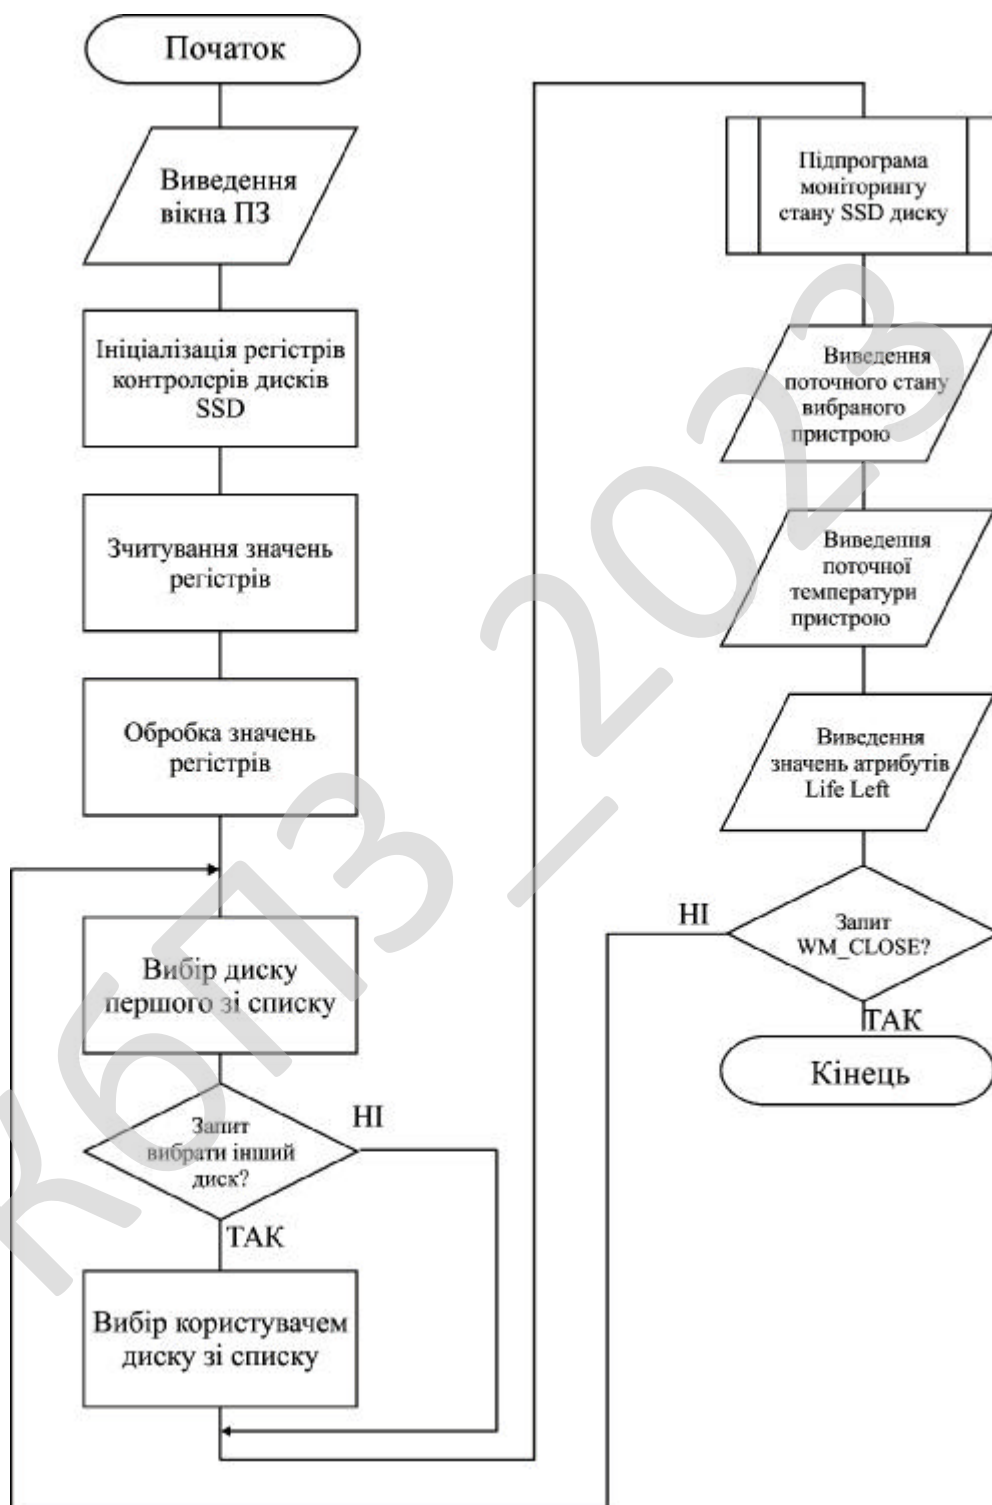 Початок
Виведення
вікна ПЗ
Ініціалізація регістрів
контролерів дисків
SSD
Зчитування значень
регістрів
Обробка значень
регістрів
Вибір диску
першого зі списку
Запит
вибрати інший
диск?
НІ
ТАК
Вибір користувачем
диску зі списку
Підпрограма
моніторингу
стану SSD диску
Виведення
поточного стану
вибраного
пристрою
Виведення
поточної
температури
пристрою
Виведення
значень атрибутів
Life Left
НІ
Запит
WM_CLOSE?
ТАК
Кінець
КБПЗ_2023